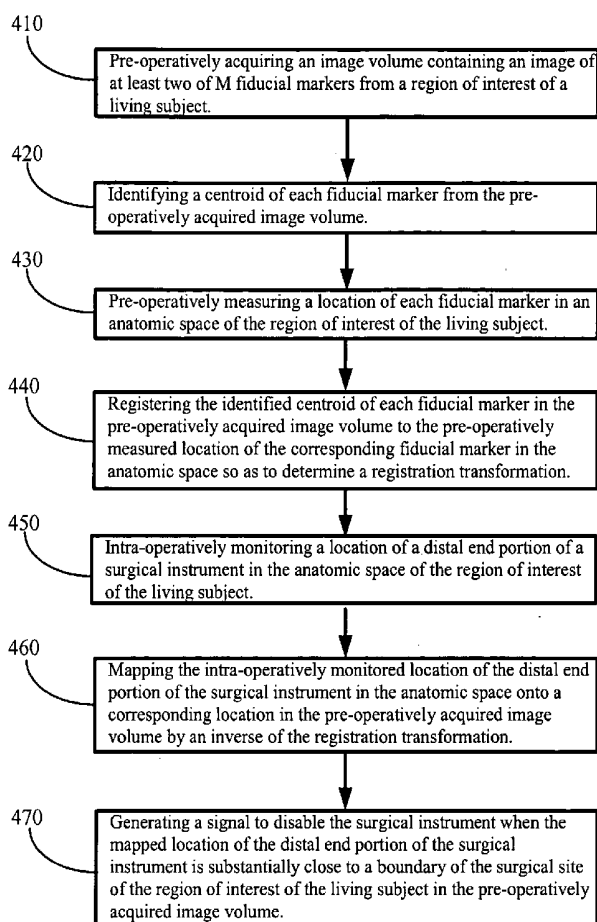 410
Pre-operatively acquiring an image volume containing an image of
at least two of M fiducial markers from a region of interest of a
living subject.
420
Identifying a centroid of each fiducial marker from the pre-
operatively acquired image volume.
430
Pre-operatively measuring a location of each fiducial marker in an
anatomic space of the region of interest of the living subject.
440
Registering the identified centroid of each fiducial marker in the
pre-operatively acquired image volume to the pre-operatively
measured location of the corresponding fiducial marker in the
anatomic space so as to determine a registration transformation.
450
Intra-operatively monitoring a location of a distal end portion of a
surgical instrument in the anatomic space of the region of interest
of the living subject.
460
Mapping the intra-operatively monitored location of the distal end
portion of the surgical instrument in the anatomic space onto a
corresponding location in the pre-operatively acquired image
volume by an inverse of the registration transformation.
470
Generating a signal to disable the surgical instrument when the
mapped location of the distal end portion of the surgical
instrument is substantially close to a boundary of the surgical site
of the region of interest of the living subject in the pre-operatively
acquired image volume.